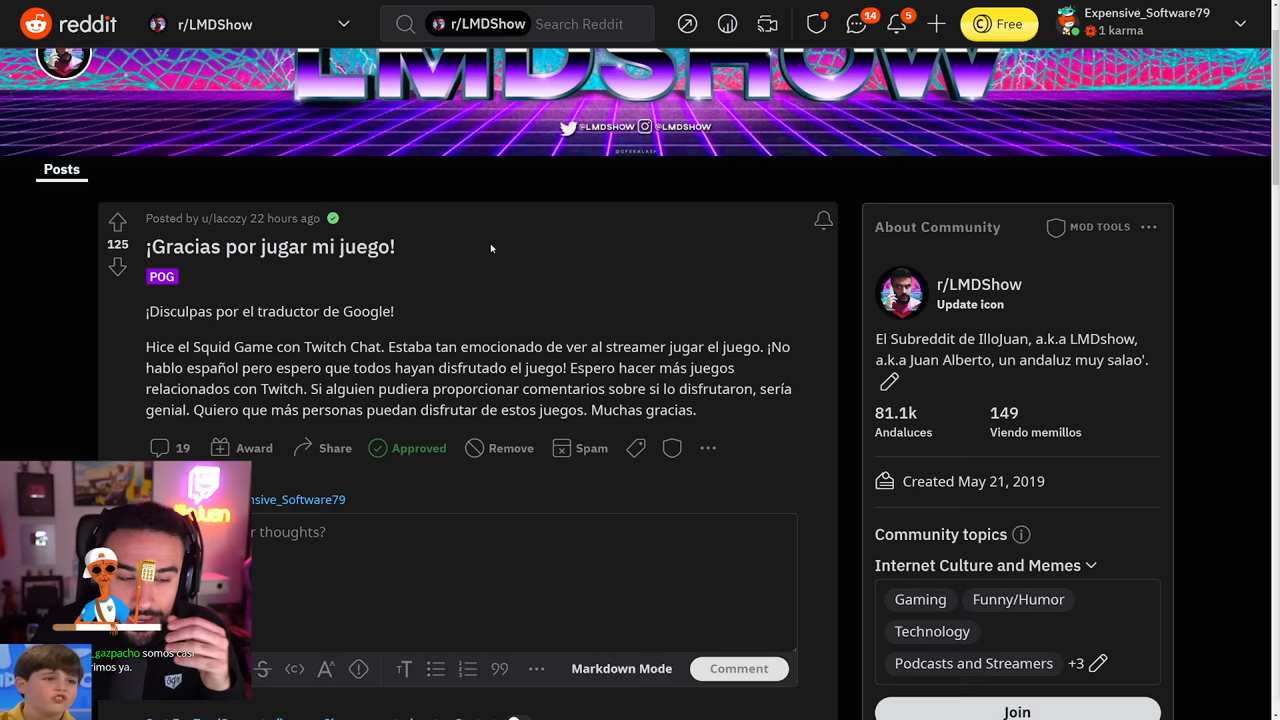 reddit
r/LMDShow
r/LMDShow Search Reddit
14
5
Free
Expensive_Software79
1 karma
LMDSHOW
@LMDSHOW @LMDSHOW
Posts
Posted by u/lacozy 22 hours ago
125
¡Gracias por jugar mi juego!
POG
¡Disculpas por el traductor de Google!
Hice el Squid Game con Twitch Chat. Estaba tan emocionado de ver al streamer jugar el juego. ¡No
hablo español pero espero que todos hayan disfrutado el juego! Espero hacer más juegos
relacionados con Twitch. Si alguien pudiera proporcionar comentarios sobre si lo disfrutaron, sería
genial. Quiero que más personas puedan disfrutar de estos juegos. Muchas gracias.
19 Award Share Approved Remove Spam
nsive_Software79
r thoughts?
Markdown Mode Comment
About Community
MOD TOOLS
r/LMDShow
Update icon
El Subreddit de IlloJuan, a.k.a LMDshow,
a.k.a Juan Alberto, un andaluz muy salao'.
81.1k 149
Andaluces Viendo memillos
Created May 21, 2019
Community topics
Internet Culture and Memes
Gaming Funny/Humor
Technology
Podcasts and Streamers +3
Join
IlloJuan
_gazpacho somos casi
rimos ya.